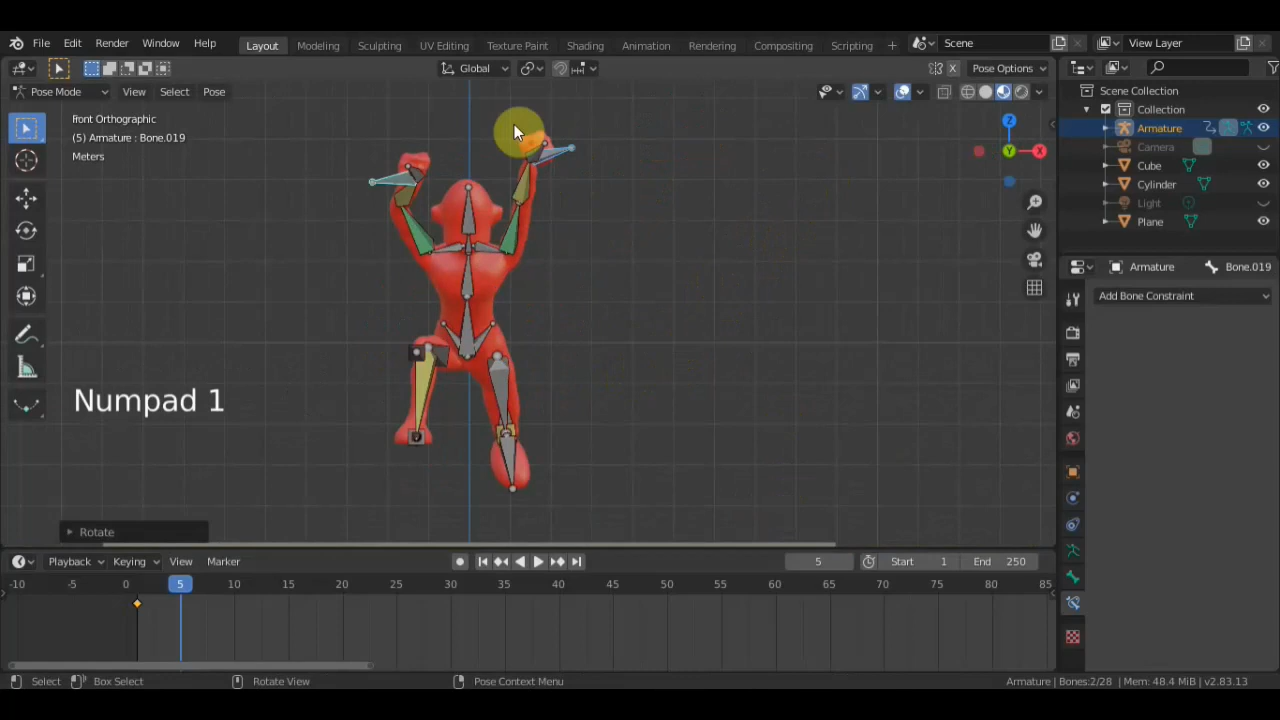 File Edit Render Window Help Layout Modeling Sculpting UV Editing Texture Paint Shading Animation Rendering Compositing Scripting + Scene View Layer
Global Pose Options
Pose Mode View Select Pose
Scene Collection
Collection
Armature
Camera
Cube
Cylinder
Light
Plane
Front Orthographic
(5) Armature : Bone.019
Meters
Z
Y
X
Armature Bone.019
Add Bone Constraint
Numpad 1
Rotate
Playback Keying View Marker 5 Start 1 End 250
-10 -5 0 5 10 15 20 25 30 35 40 45 50 55 60 65 70 75 80 85
Select Box Select Rotate View Pose Context Menu Armature | Bones:2/28 | Mem: 48.4 MiB | v2.83.13